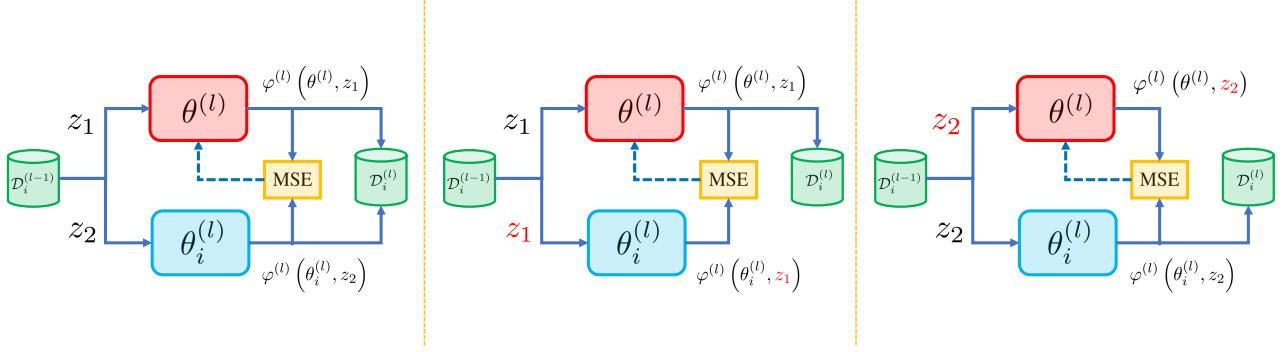 z_1
θ^{(l)}
φ^{(l)} (θ^{(l)}, z_1)
D_i^{(l-1)}
MSE
D_i^{(l)}
z_2
θ_i^{(l)}
φ^{(l)} (θ_i^{(l)}, z_2)
z_1
θ^{(l)}
φ^{(l)} (θ^{(l)}, z_1)
D_i^{(l-1)}
MSE
D_i^{(l)}
z_1
θ_i^{(l)}
φ^{(l)} (θ_i^{(l)}, z_1)
z_2
θ^{(l)}
φ^{(l)} (θ^{(l)}, z_2)
D_i^{(l-1)}
MSE
D_i^{(l)}
z_2
θ_i^{(l)}
φ^{(l)} (θ_i^{(l)}, z_2)